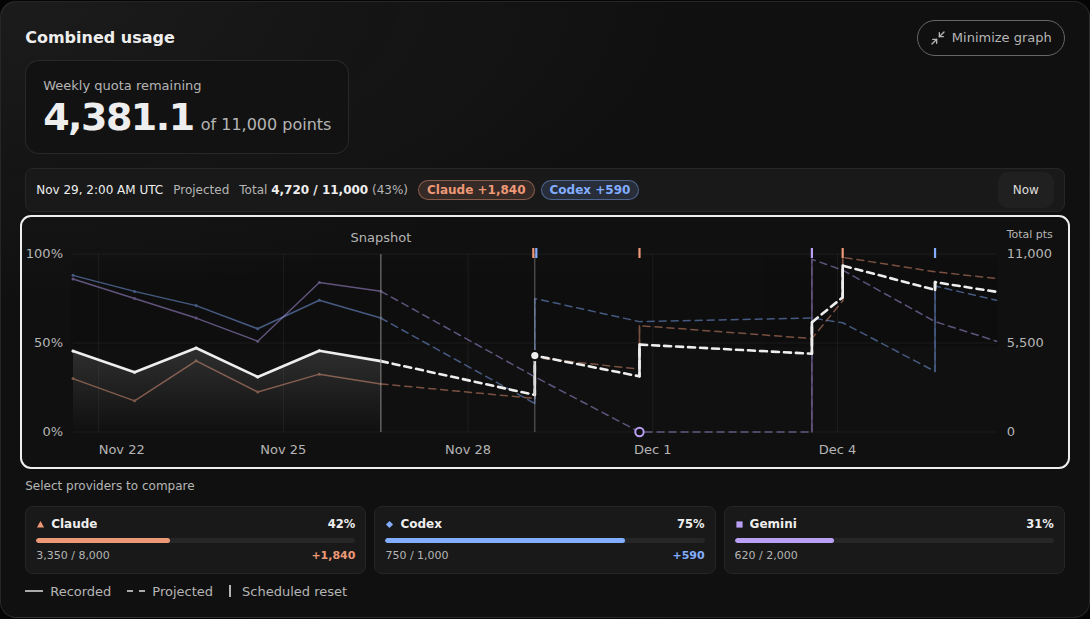 Combined usage
Minimize graph
Weekly quota remaining
4,381.1 of 11,000 points
Nov 29, 2:00 AM UTC Projected Total 4,720 / 11,000 (43%) Claude +1,840 Codex +590 Now
Snapshot
Total pts
100%
11,000
50%
5,500
0%
0
Nov 22 Nov 25 Nov 28 Dec 1 Dec 4
Select providers to compare
Claude 42%
3,350 / 8,000 +1,840
Codex 75%
750 / 1,000 +590
Gemini 31%
620 / 2,000
Recorded Projected Scheduled reset